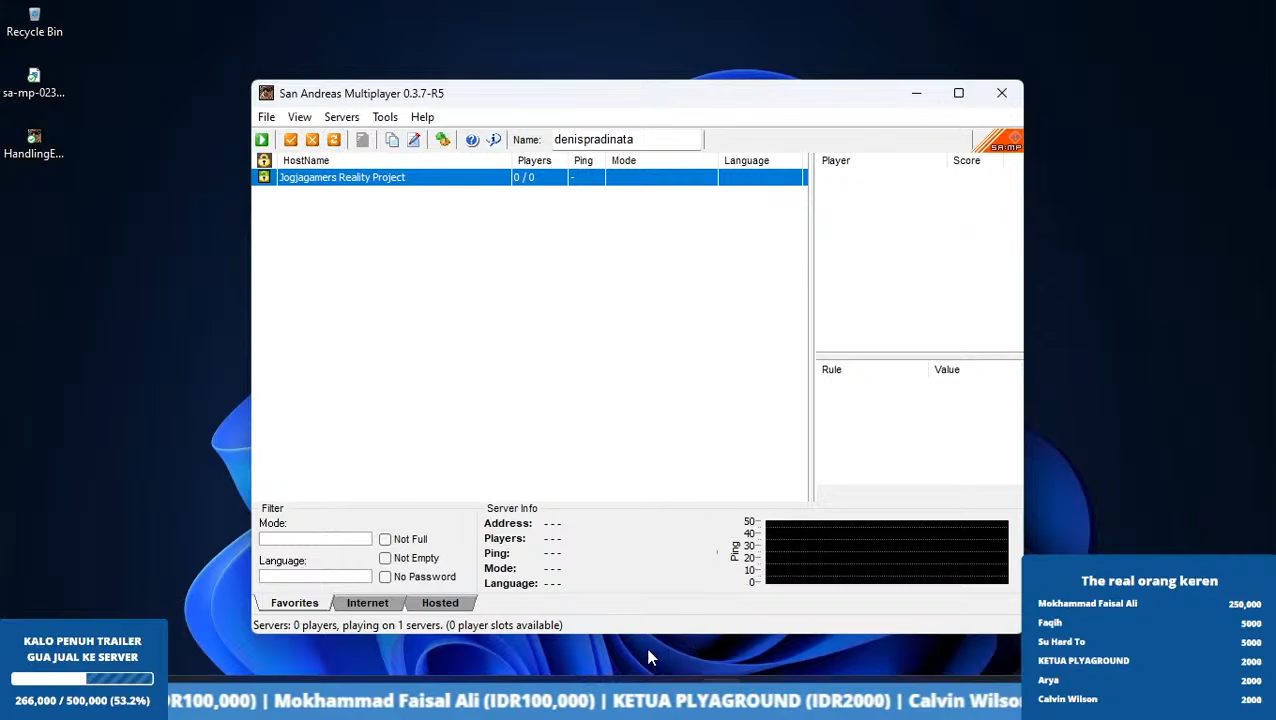 Recycle Bin
sa-mp-023...
HandlingE...
San Andreas Multiplayer 0.3.7-R5
File View Servers Tools Help
Name: denispradinata
SA:MP
HostName Players Ping Mode Language
Jogjagamers Reality Project 0 / 0 -
Player Score
Rule Value
Filter
Mode:
Not Full
Not Empty
Language:
No Password
Server Info
Address: - - -
Players: - - -
Ping: - - -
Mode: - - -
Language: - - -
Ping
50
40
30
20
10
0
Favorites Internet Hosted
Servers: 0 players, playing on 1 servers. (0 player slots available)
KALO PENUH TRAILER
GUA JUAL KE SERVER
266,000 / 500,000 (53.2%)
The real orang keren
Mokhammad Faisal Ali 250,000
Faqih 5000
Su Hard To 5000
KETUA PLYAGROUND 2000
Arya 2000
Calvin Wilson 2000
DR100,000) | Mokhammad Faisal Ali (IDR100,000) | KETUA PLYAGROUND (IDR2000) | Calvin Wilson